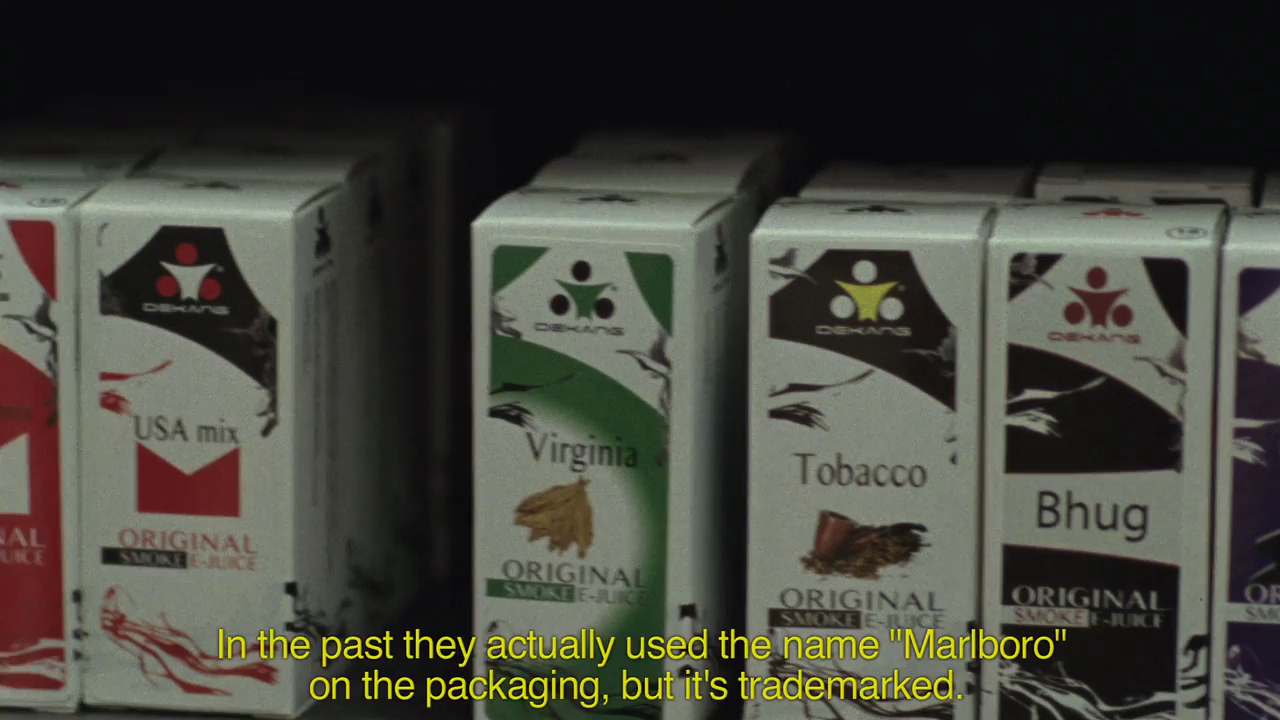 DEKANG
USA mix
ORIGINAL
SMOKE E-JUICE
DEKANG
Virginia
ORIGINAL
SMOKE E-JUICE
DEKANG
Tobacco
ORIGINAL
SMOKE E-JUICE
DEKANG
Bhug
ORIGINAL
SMOKE E-JUICE
In the past they actually used the name "Marlboro"
on the packaging, but it's trademarked.